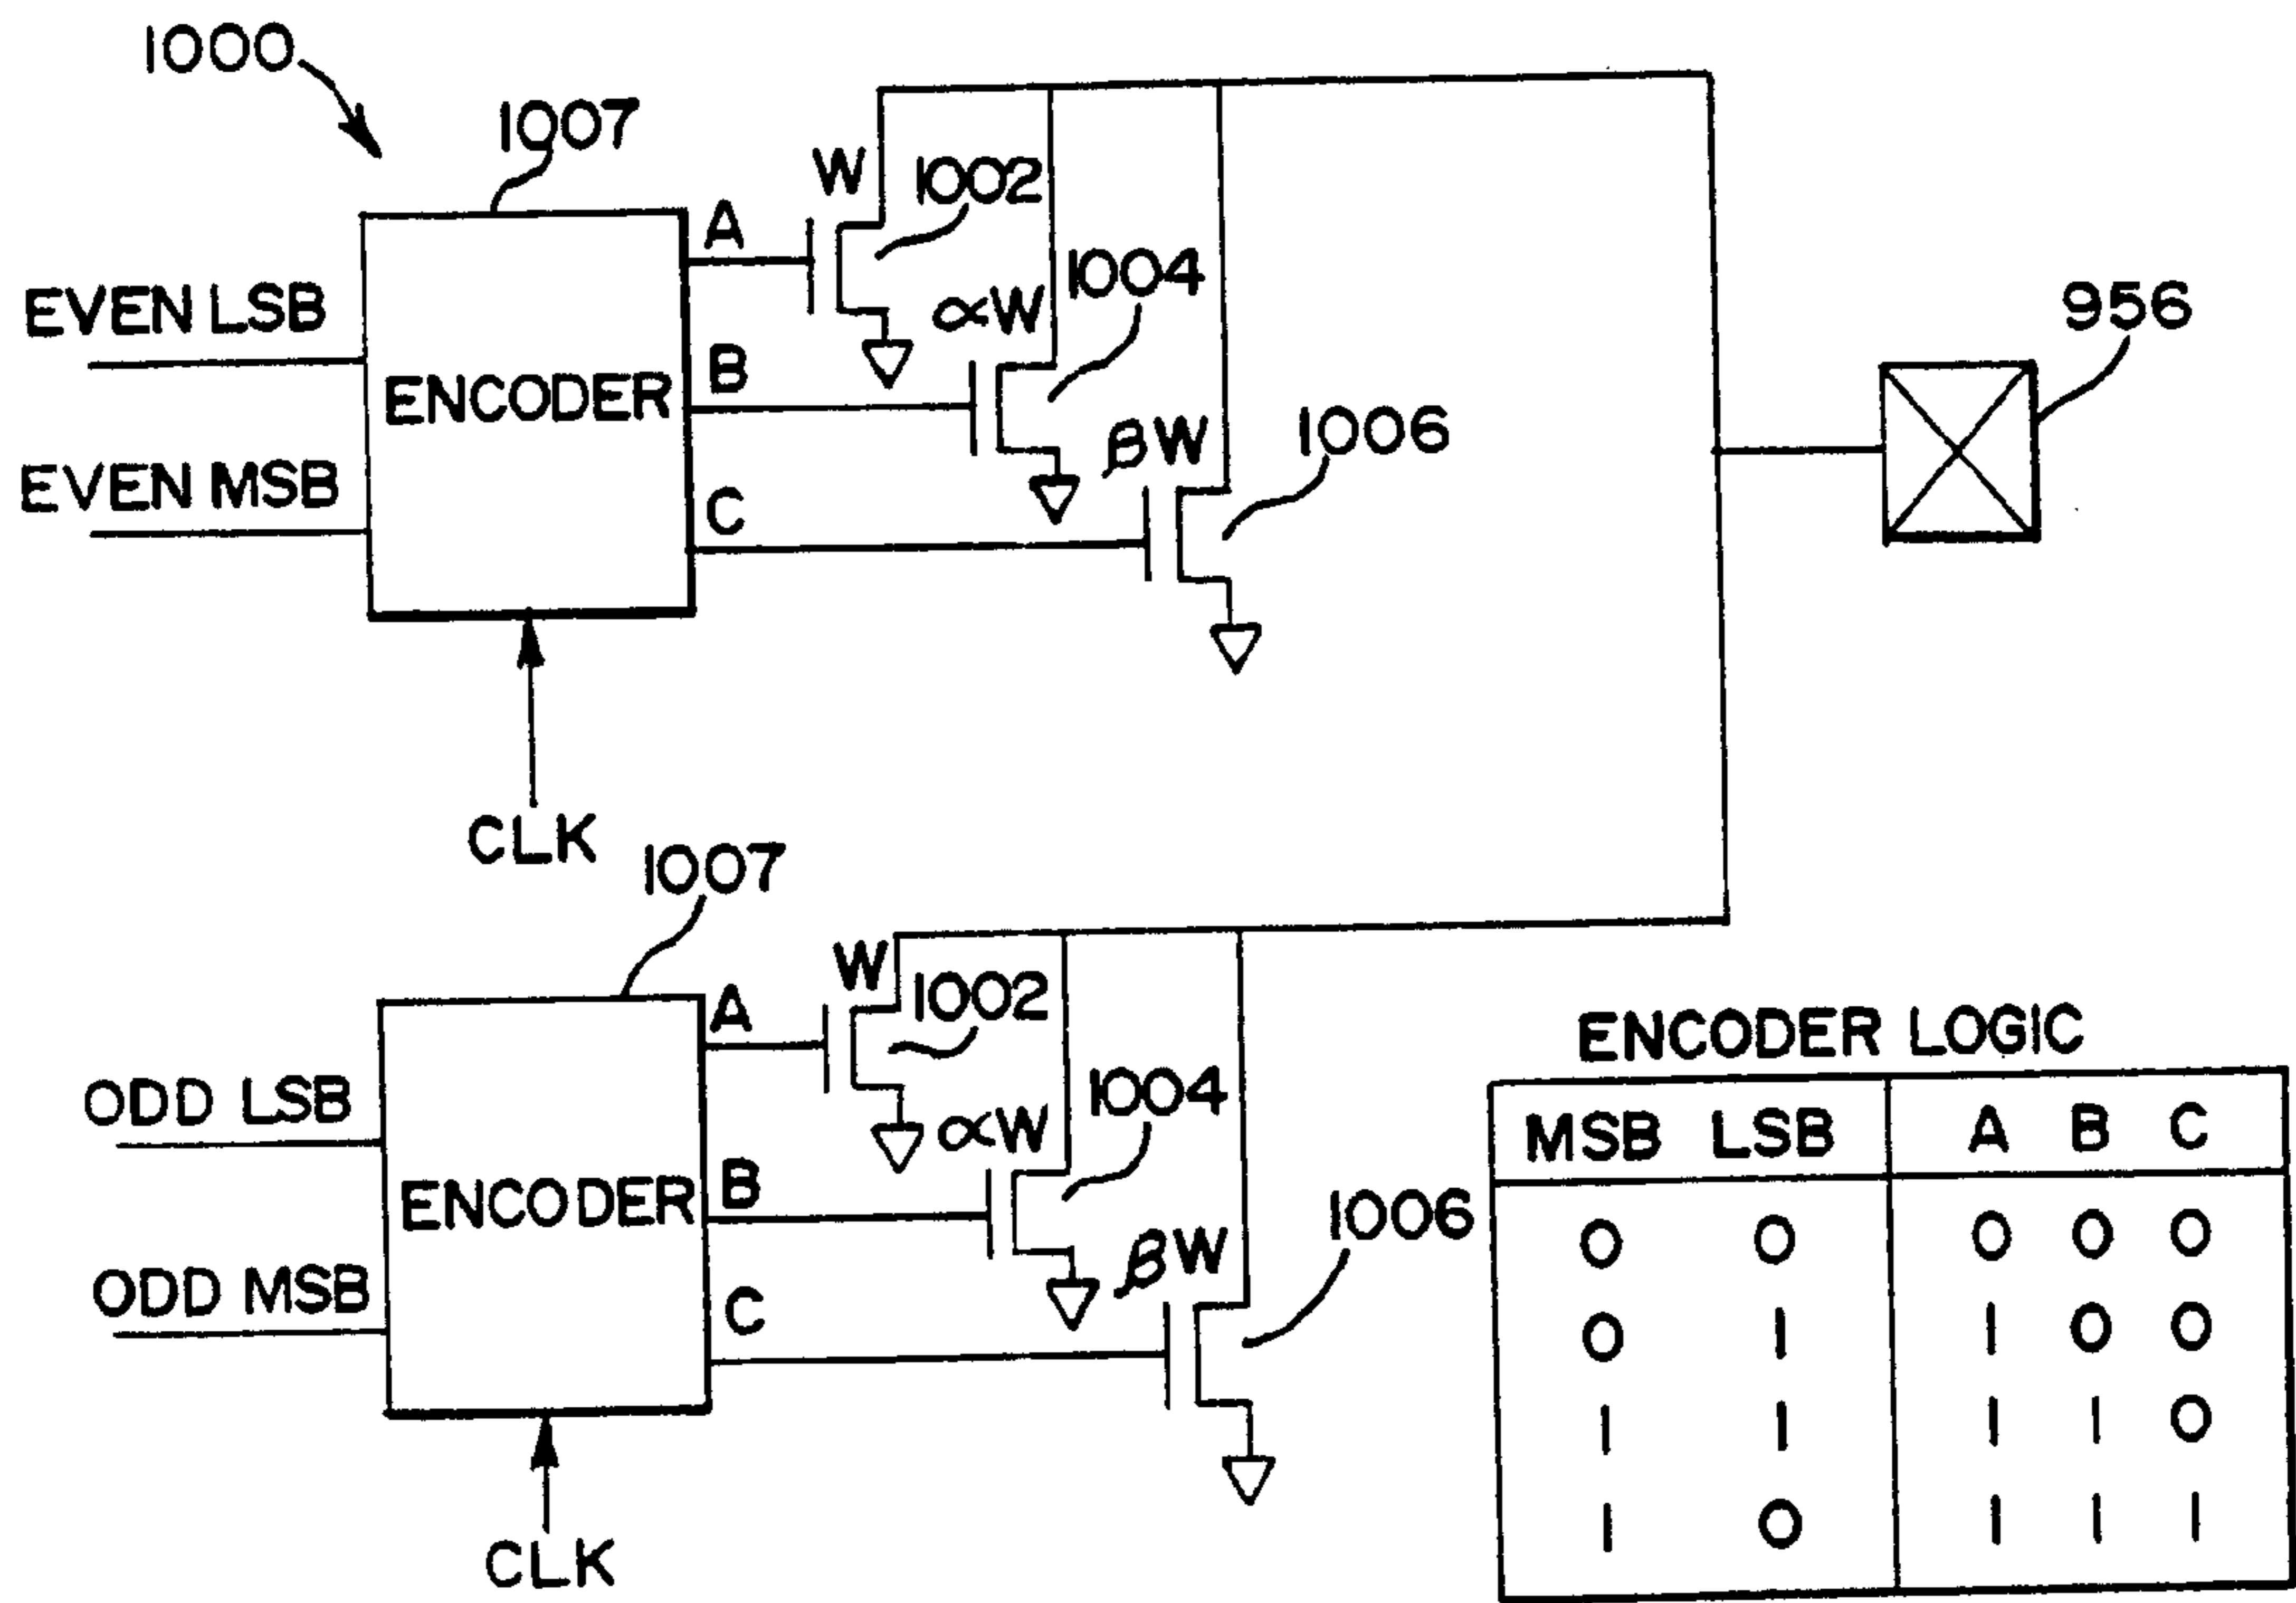 1000
1007
W
1002
A
EVEN LSB
αW
1004
956
ENCODER
B
βW
1006
EVEN MSB
C
CLK
1007
W
1002
A
ODD LSB
αW
1004
ENCODER
B
βW
1006
ODD MSB
C
CLK
ENCODER LOGIC
MSB LSB A B C
0 0 0 0 0
0 1 1 0 0
1 1 1 1 0
1 0 1 1 1